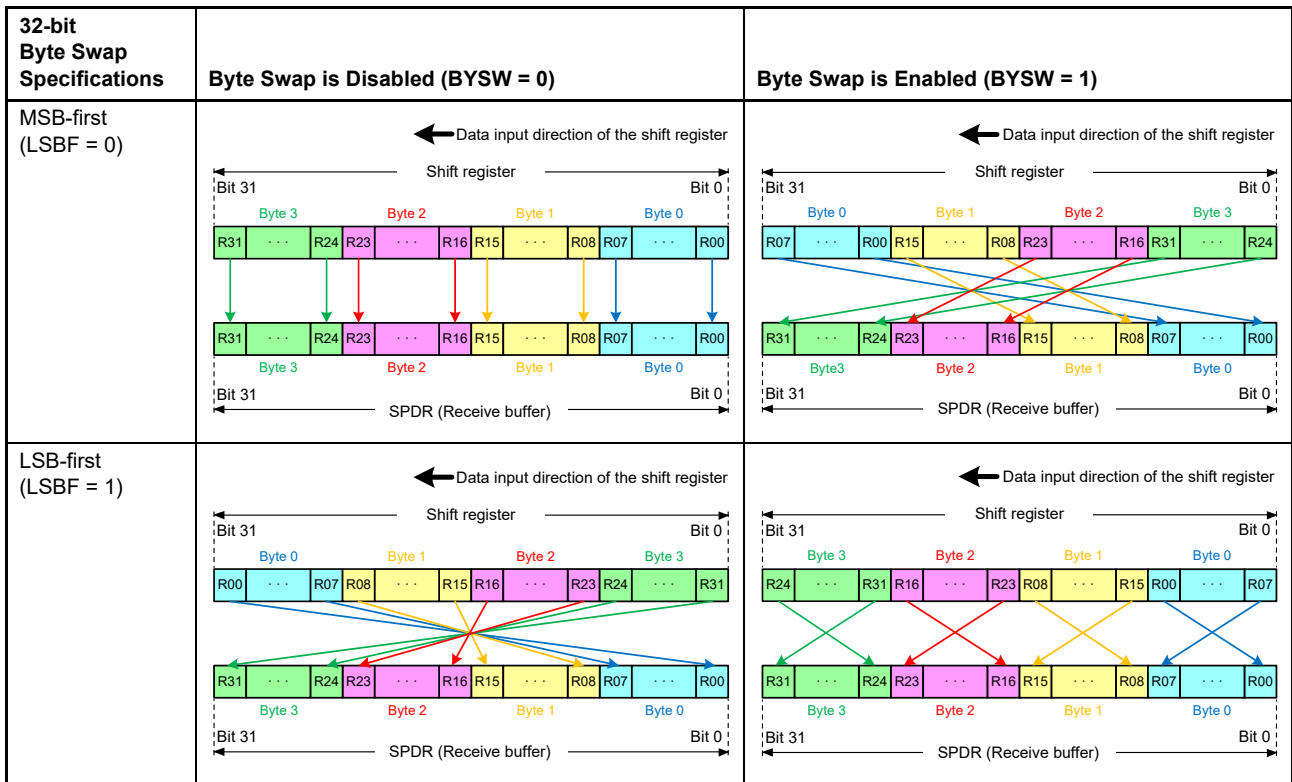 32-bit
Byte Swap
Specifications
Byte Swap is Disabled (BYSW = 0)
Byte Swap is Enabled (BYSW = 1)
MSB-first
(LSBF = 0)
Data input direction of the shift register
Shift register
Bit 31 Bit 0
Byte 3 Byte 2 Byte 1 Byte 0
R31 · · · R24 R23 · · · R16 R15 · · · R08 R07 · · · R00
R31 · · · R24 R23 · · · R16 R15 · · · R08 R07 · · · R00
Byte 3 Byte 2 Byte 1 Byte 0
Bit 31 Bit 0
SPDR (Receive buffer)
Data input direction of the shift register
Shift register
Bit 31 Bit 0
Byte 0 Byte 1 Byte 2 Byte 3
R07 · · · R00 R15 · · · R08 R23 · · · R16 R31 · · · R24
R31 · · · R24 R23 · · · R16 R15 · · · R08 R07 · · · R00
Byte3 Byte 2 Byte 1 Byte 0
Bit 31 Bit 0
SPDR (Receive buffer)
LSB-first
(LSBF = 1)
Data input direction of the shift register
Shift register
Bit 31 Bit 0
Byte 0 Byte 1 Byte 2 Byte 3
R00 · · · R07 R08 · · · R15 R16 · · · R23 R24 · · · R31
R31 · · · R24 R23 · · · R16 R15 · · · R08 R07 · · · R00
Byte 3 Byte 2 Byte 1 Byte 0
Bit 31 Bit 0
SPDR (Receive buffer)
Data input direction of the shift register
Shift register
Bit 31 Bit 0
Byte 3 Byte 2 Byte 1 Byte 0
R24 · · · R31 R16 · · · R23 R08 · · · R15 R00 · · · R07
R31 · · · R24 R23 · · · R16 R15 · · · R08 R07 · · · R00
Byte 3 Byte 2 Byte 1 Byte 0
Bit 31 Bit 0
SPDR (Receive buffer)